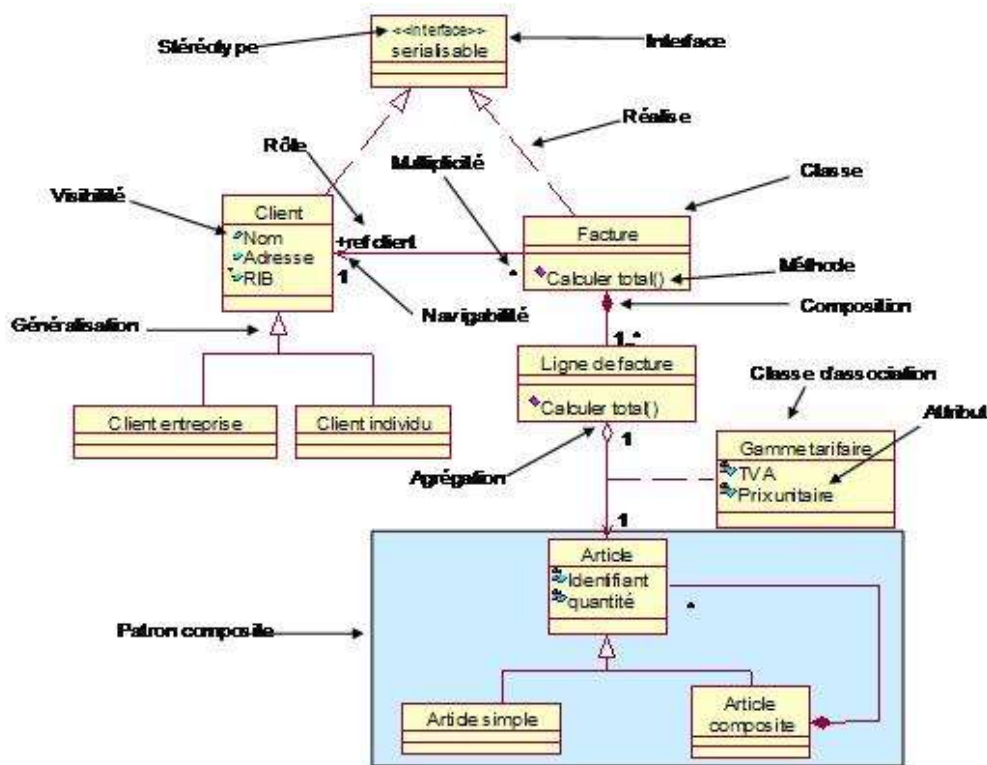 Stéréotype
<<Interface>>
serialisable
Interface
Réalise
Rôle
Multiplicité
Classe
Visibilité
Client
Nom
Adresse
RIB
+ref client
1
*
Facture
Calculer total()
Méthode
Navigabilité
Composition
Généralisation
1..*
Ligne de facture
Calculer total()
Classe d'association
Attribut
Client entreprise
Client individu
1
Agrégation
Gamme tarifaire
TVA
Prix unitaire
1
Article
Identifiant
quantité
*
Patron composite
Article simple
Article
composite